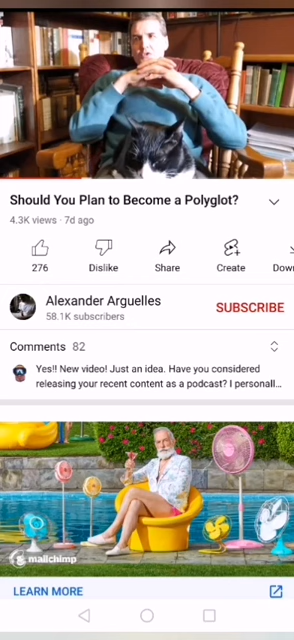 Should You Plan to Become a Polyglot?
4.3K views · 7d ago
276
Dislike
Share
Create
Down
Alexander Arguelles
SUBSCRIBE
58.1K subscribers
Comments 82
Yes!! New video! Just an idea. Have you considered
releasing your recent content as a podcast? I personall...
mailchimp
LEARN MORE